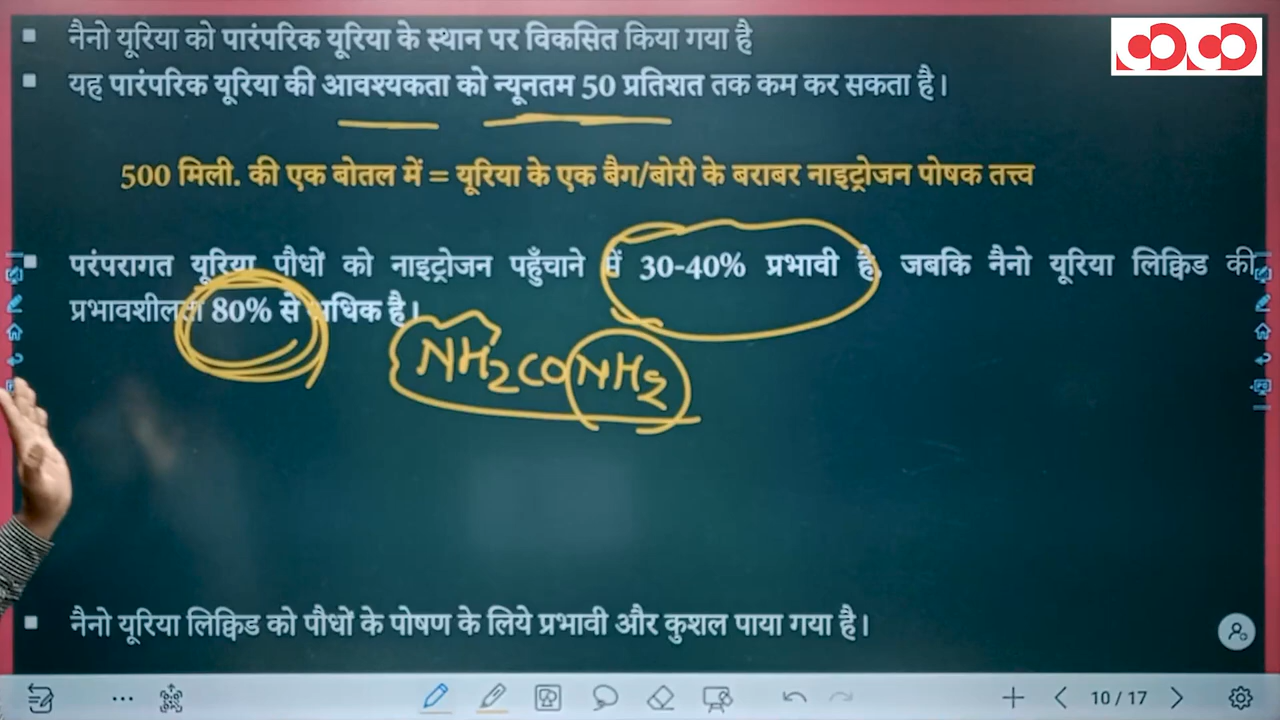 नैनो यूरिया को पारंपरिक यूरिया के स्थान पर विकसित किया गया है
यह पारंपरिक यूरिया की आवश्यकता को न्यूनतम 50 प्रतिशत तक कम कर सकता है।
500 मिली. की एक बोतल में = यूरिया के एक बैग/बोरी के बराबर नाइट्रोजन पोषक तत्त्व
परंपरागत यूरिया पौधों को नाइट्रोजन पहुँचाने में 30-40% प्रभावी है, जबकि नैनो यूरिया लिक्विड की
प्रभावशीलता 80% से अधिक है।
NH2CONH2
नैनो यूरिया लिक्विड को पौधों के पोषण के लिये प्रभावी और कुशल पाया गया है।
10 / 17